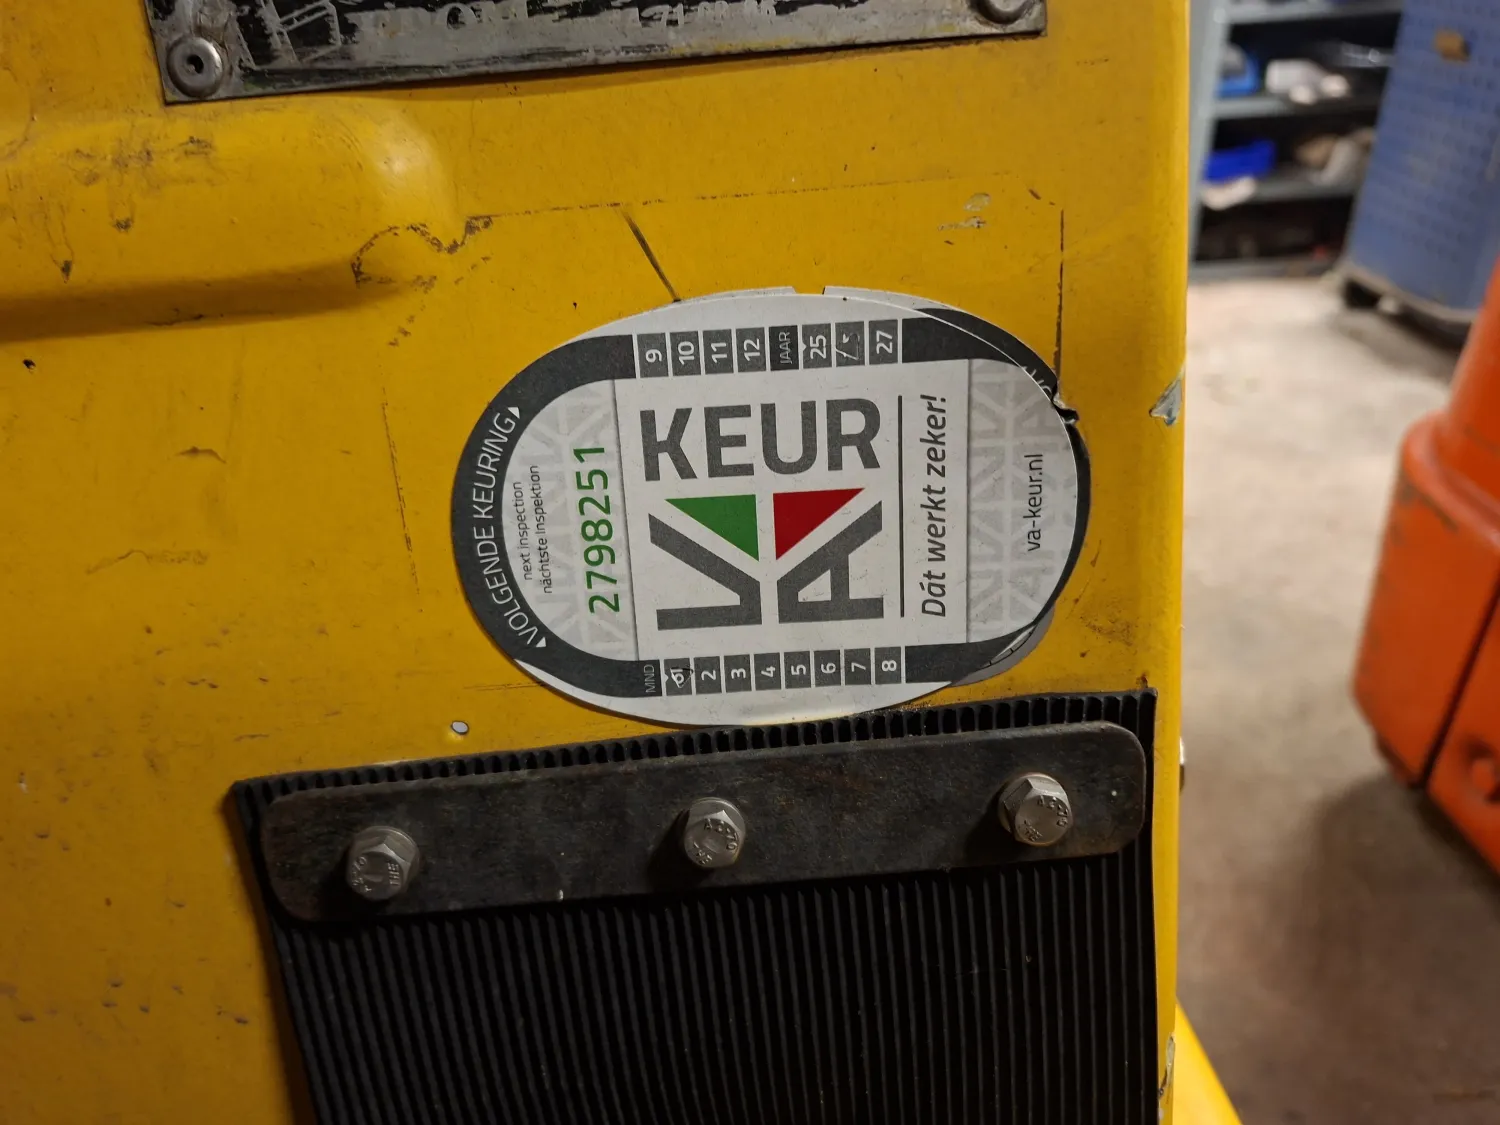 VOLGENDE KEURING
next inspection
nächste Inspektion
2798251
VA
KEUR
Dát werkt zeker!
va-keur.nl
MND
2
3
4
5
6
7
8
9
10
11
12
JAAR
25
27